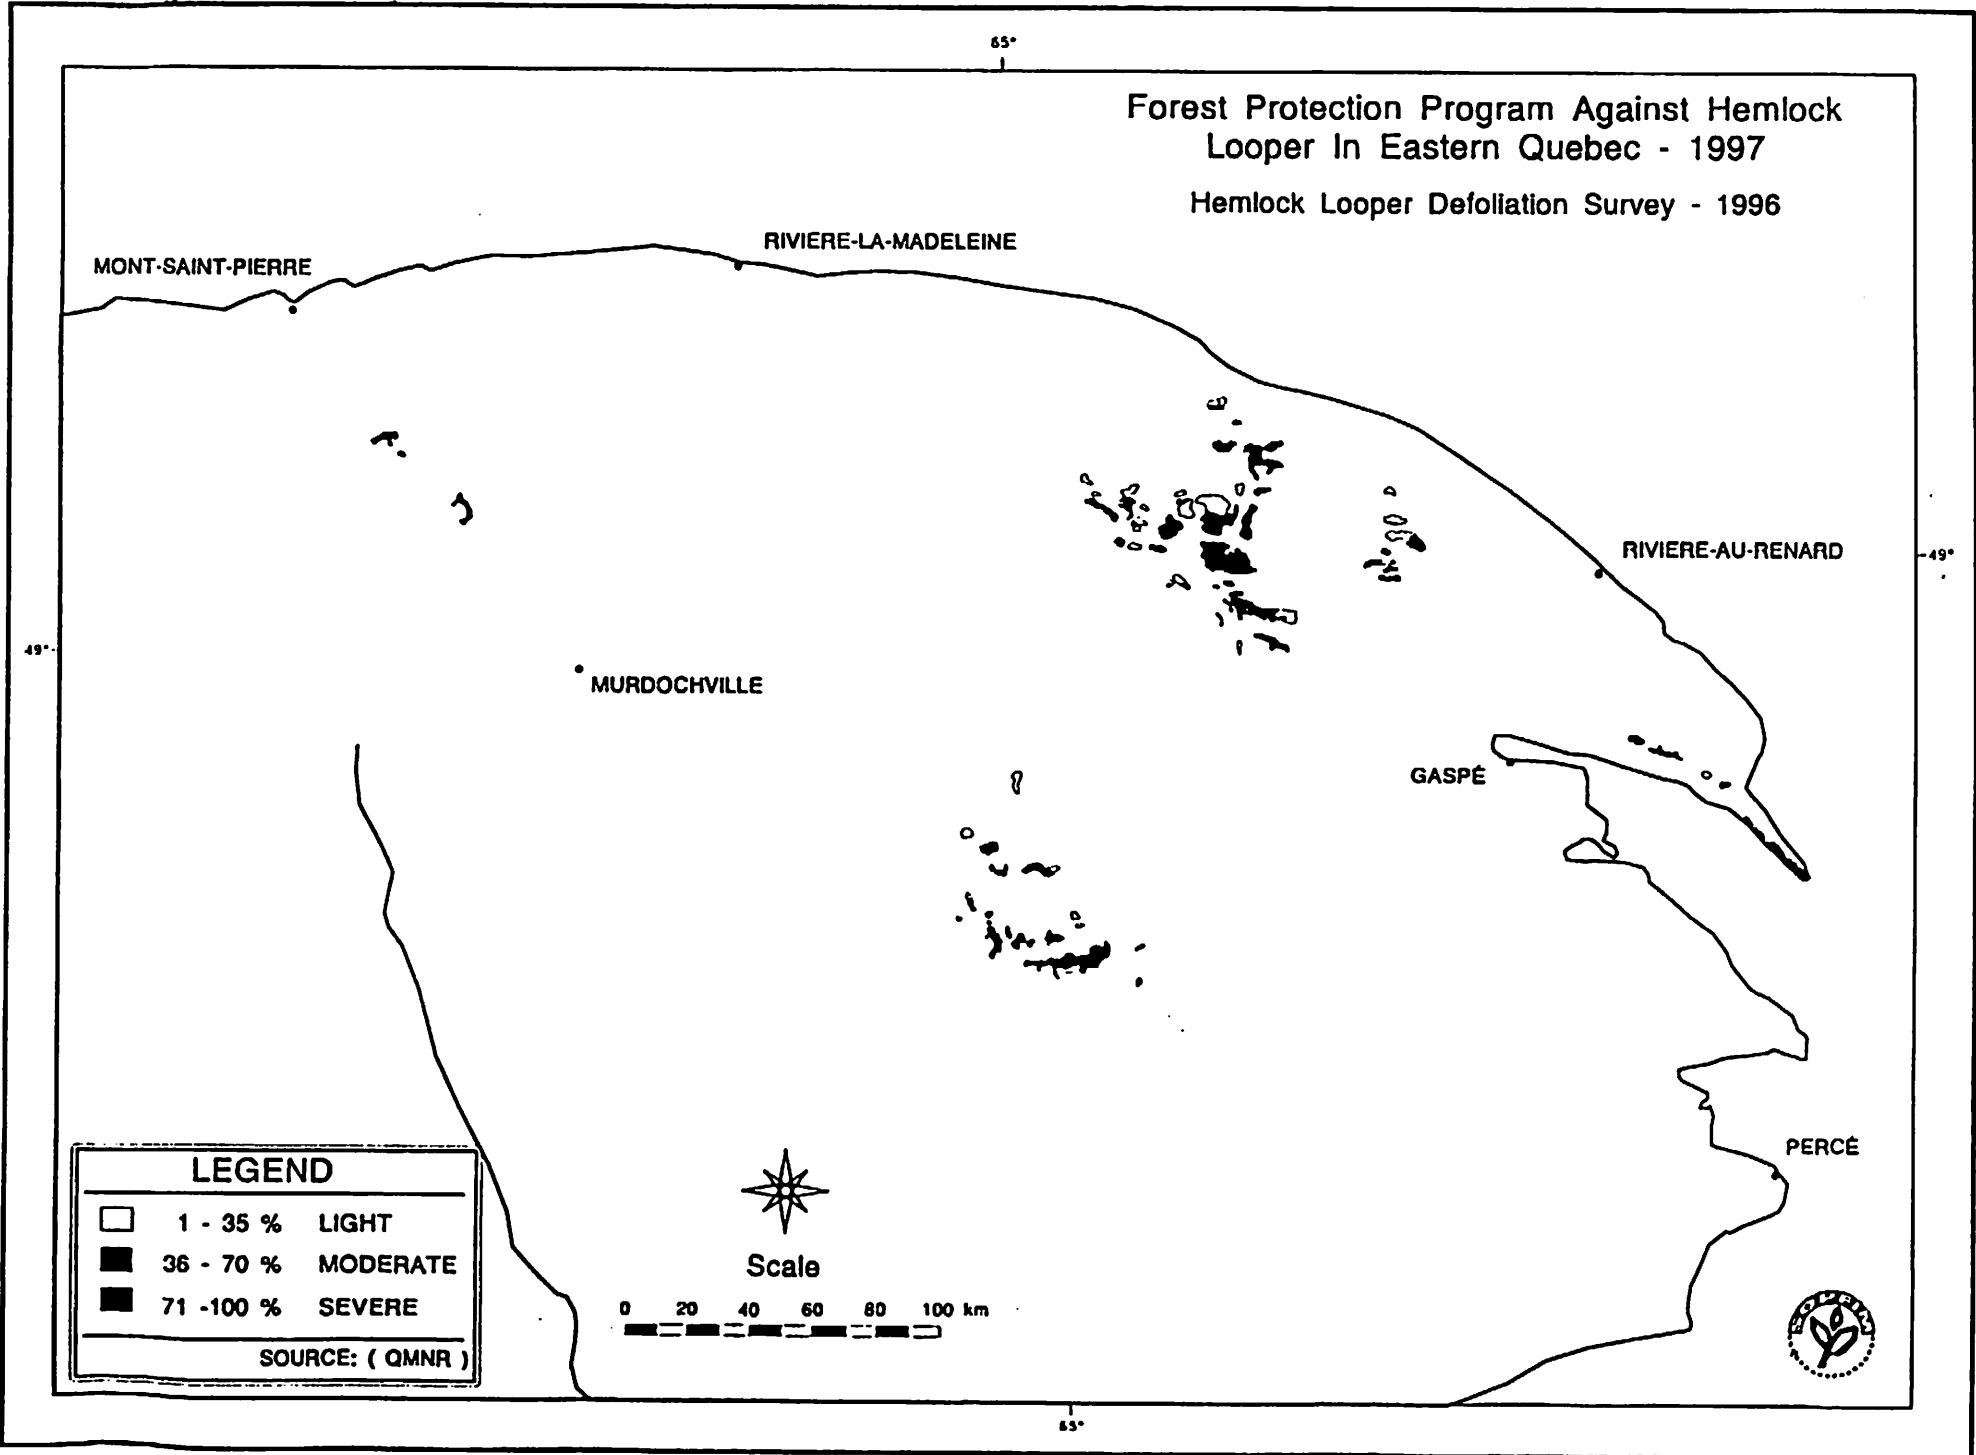 65°
Forest Protection Program Against Hemlock
Looper In Eastern Quebec - 1997
Hemlock Looper Defoliation Survey - 1996
RIVIERE-LA-MADELEINE
MONT-SAINT-PIERRE
RIVIERE-AU-RENARD
49°
49°
MURDOCHVILLE
GASPÉ
PERCÉ
LEGEND
1 - 35 % LIGHT
36 - 70 % MODERATE
71 -100 % SEVERE
SOURCE: ( QMNR )
Scale
0 20 40 60 80 100 km
SOPFIM
65°